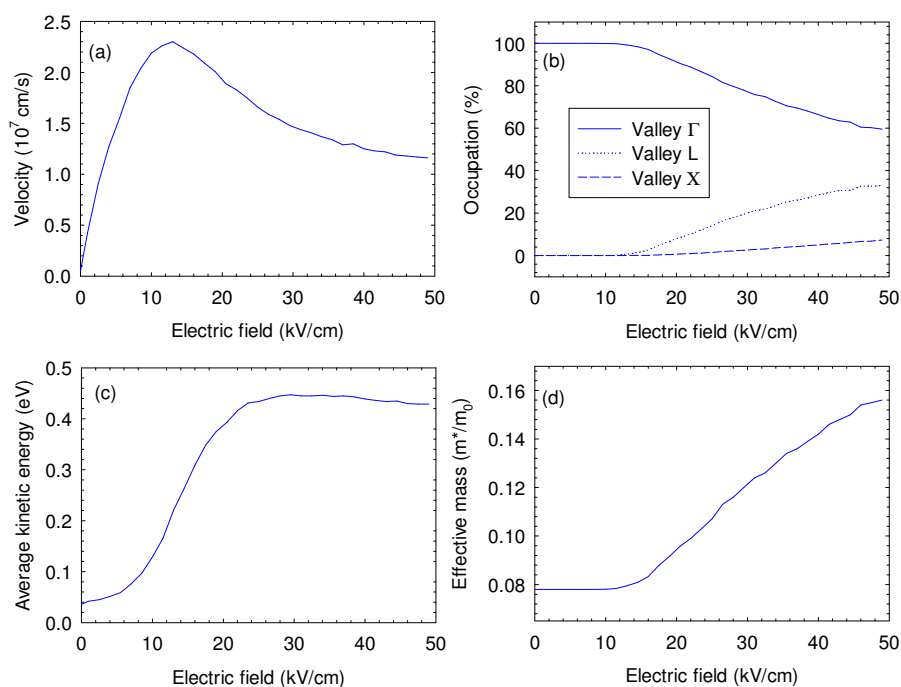 (a)
Velocity (10^7 cm/s)
2.5
2.0
1.5
1.0
0.5
0.0
0 10 20 30 40 50
Electric field (kV/cm)
(b)
Occupation (%)
100
80
60
40
20
0
Valley Γ
Valley L
Valley X
0 10 20 30 40 50
Electric field (kV/cm)
(c)
Average kinetic energy (eV)
0.5
0.4
0.3
0.2
0.1
0.0
0 10 20 30 40 50
Electric field (kV/cm)
(d)
Effective mass (m*/m₀)
0.16
0.14
0.12
0.10
0.08
0 10 20 30 40 50
Electric field (kV/cm)